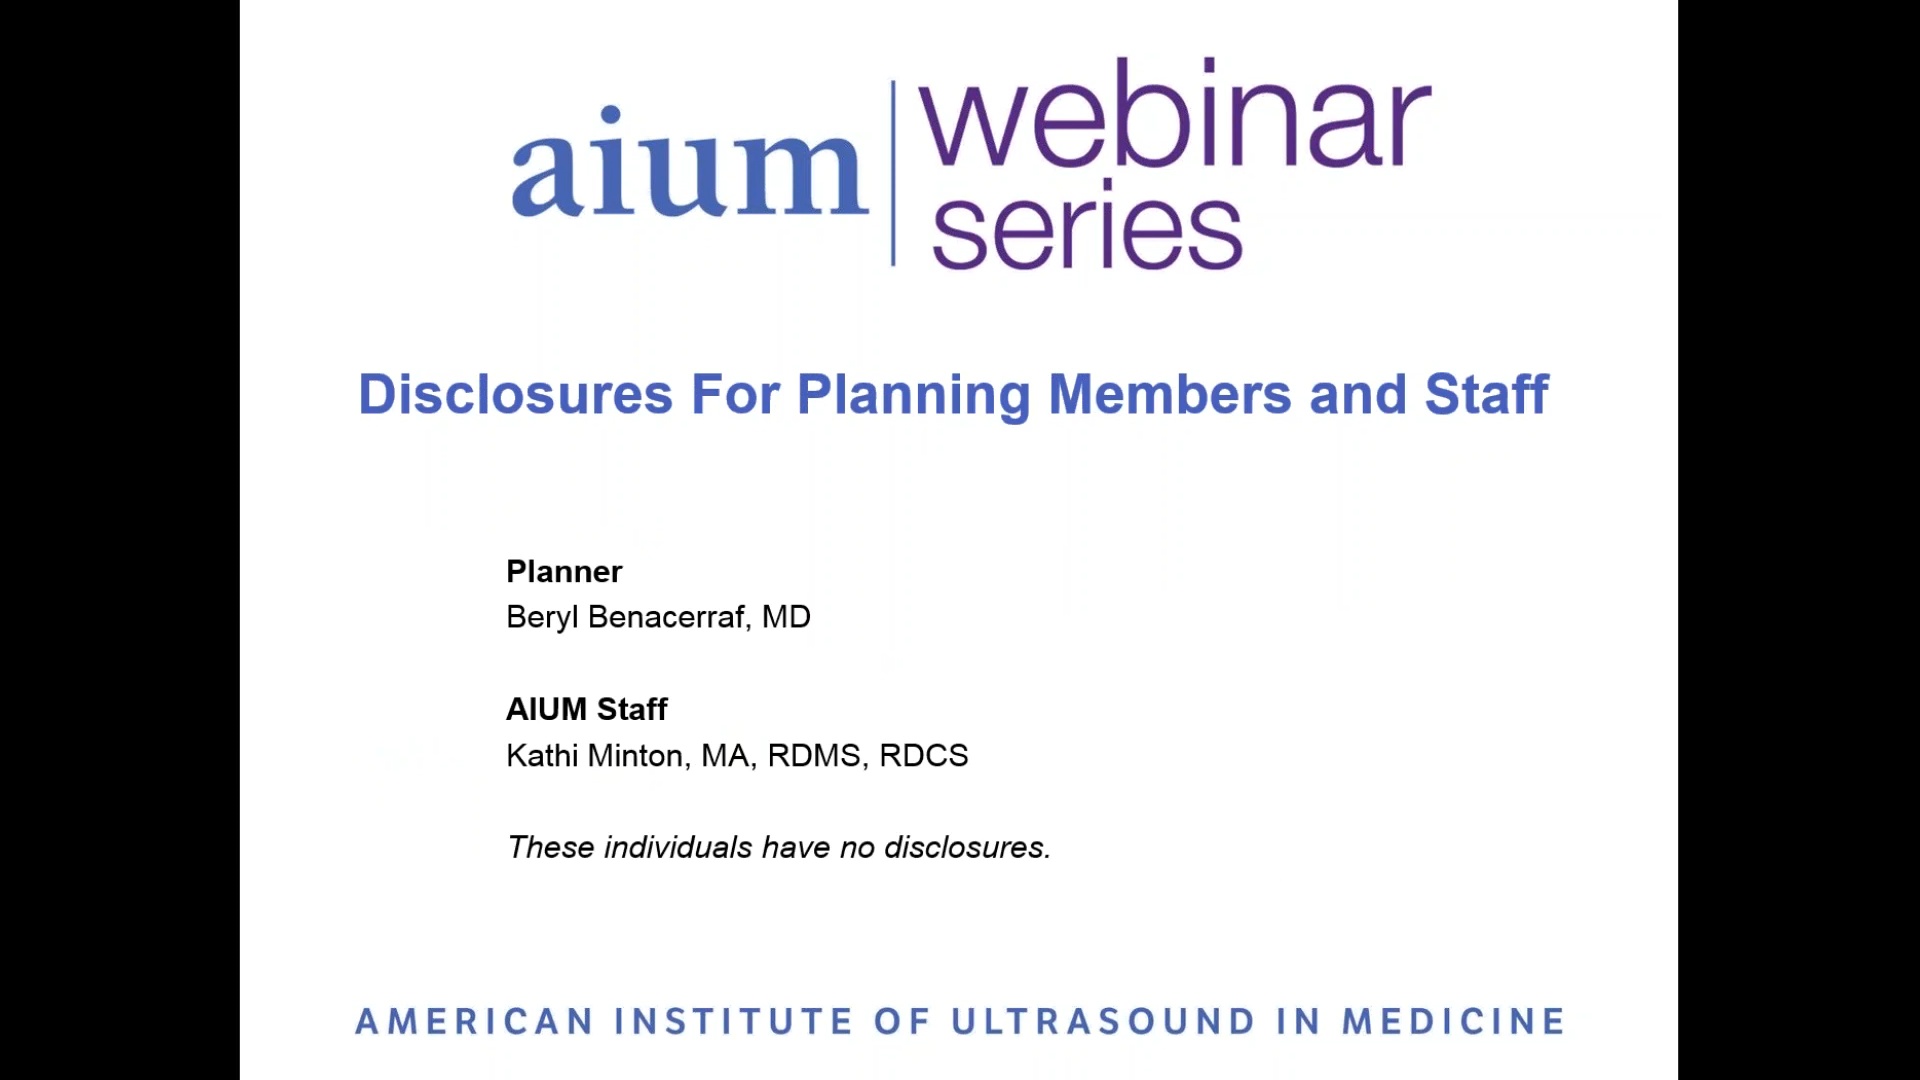 aium webinar
series
Disclosures For Planning Members and Staff
Planner
Beryl Benacerraf, MD
AIUM Staff
Kathi Minton, MA, RDMS, RDCS
These individuals have no disclosures.
AMERICAN INSTITUTE OF ULTRASOUND IN MEDICINE